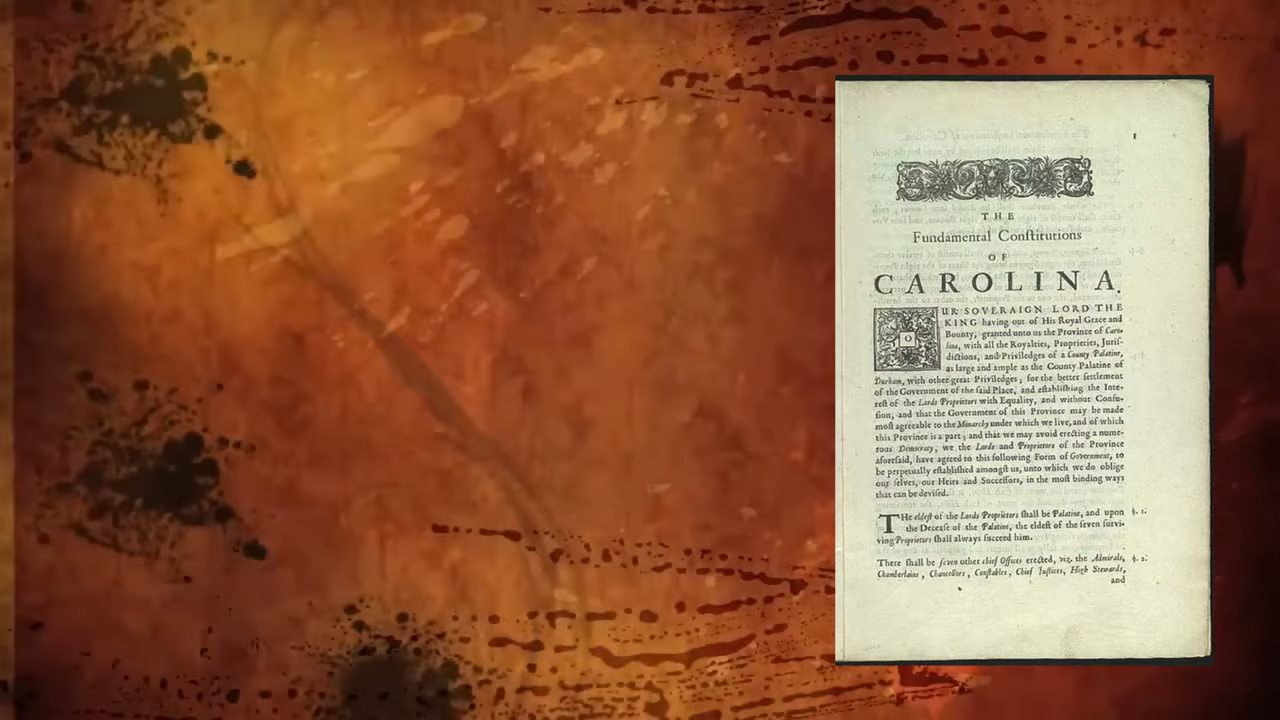 1
THE
Fundamental Conſtitutions
OF
CAROLINA.
OUR SOVERAIGN LORD THE
KING having out of His Royal Grace and
Bounty, granted unto us the Province of Caro-
lina, with all the Royalties, Proprieties, Juriſ-
dictions, and Priviledges of a County Palatine,
as large and ample as the County Palatine of
Durham, with other great Priviledges; for the better ſettlement
of the Government of the ſaid Place, and eſtabliſhing the Inte-
reſt of the Lords Proprietors with Equality, and without Confu-
ſion, and that the Government of this Province may be made
moſt agreeable to the Monarchy under which we live, and of which
this Province is a part; and that we may avoid erecting a nume-
rous Democracy, we the Lords and Proprietors of the Province
aforeſaid, have agreed to this following Form of Government, to
be perpetually eſtabliſhed amongſt us, unto which we do oblige
our ſelves, our Heirs and Succeſſors, in the moſt binding ways
that can be deviſed.
THe eldeſt of the Lords Proprietors ſhall be Palatine, and upon §. 1.
the Deceaſe of the Palatine, the eldeſt of the ſeven ſurvi-
ving Proprietors ſhall always ſucceed him.
There ſhall be ſeven other chief Offices erected, viz. the Admirals, §. 2.
Chamberlains, Chancellors, Conſtables, Chief Juſtices, High Stewards,
and